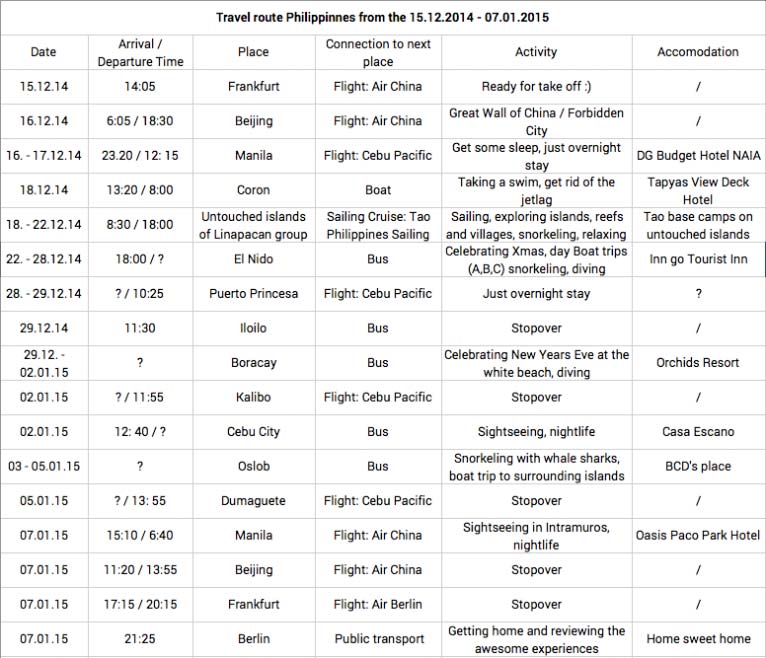 Travel route Philippinnes from the 15.12.2014 - 07.01.2015
Date | Arrival / Departure Time | Place | Connection to next place | Activity | Accomodation
15.12.14 | 14:05 | Frankfurt | Flight: Air China | Ready for take off :) | /
16.12.14 | 6:05 / 18:30 | Beijing | Flight: Air China | Great Wall of China / Forbidden City | /
16. - 17.12.14 | 23.20 / 12: 15 | Manila | Flight: Cebu Pacific | Get some sleep, just overnight stay | DG Budget Hotel NAIA
18.12.14 | 13:20 / 8:00 | Coron | Boat | Taking a swim, get rid of the jetlag | Tapyas View Deck Hotel
18. - 22.12.14 | 8:30 / 18:00 | Untouched islands of Linapacan group | Sailing Cruise: Tao Philippines Sailing | Sailing, exploring islands, reefs and villages, snorkeling, relaxing | Tao base camps on untouched islands
22. - 28.12.14 | 18:00 / ? | El Nido | Bus | Celebrating Xmas, day Boat trips (A,B,C) snorkeling, diving | Inn go Tourist Inn
28. - 29.12.14 | ? / 10:25 | Puerto Princesa | Flight: Cebu Pacific | Just overnight stay | ?
29.12.14 | 11:30 | Iloilo | Bus | Stopover | /
29.12. - 02.01.15 | ? | Boracay | Bus | Celebrating New Years Eve at the white beach, diving | Orchids Resort
02.01.15 | ? / 11:55 | Kalibo | Flight: Cebu Pacific | Stopover | /
02.01.15 | 12: 40 / ? | Cebu City | Bus | Sightseeing, nightlife | Casa Escano
03 - 05.01.15 | ? | Oslob | Bus | Snorkeling with whale sharks, boat trip to surrounding islands | BCD's place
05.01.15 | ? / 13: 55 | Dumaguete | Flight: Cebu Pacific | Stopover | /
07.01.15 | 15:10 / 6:40 | Manila | Flight: Air China | Sightseeing in Intramuros, nightlife | Oasis Paco Park Hotel
07.01.15 | 11:20 / 13:55 | Beijing | Flight: Air China | Stopover | /
07.01.15 | 17:15 / 20:15 | Frankfurt | Flight: Air Berlin | Stopover | /
07.01.15 | 21:25 | Berlin | Public transport | Getting home and reviewing the awesome experiences | Home sweet home